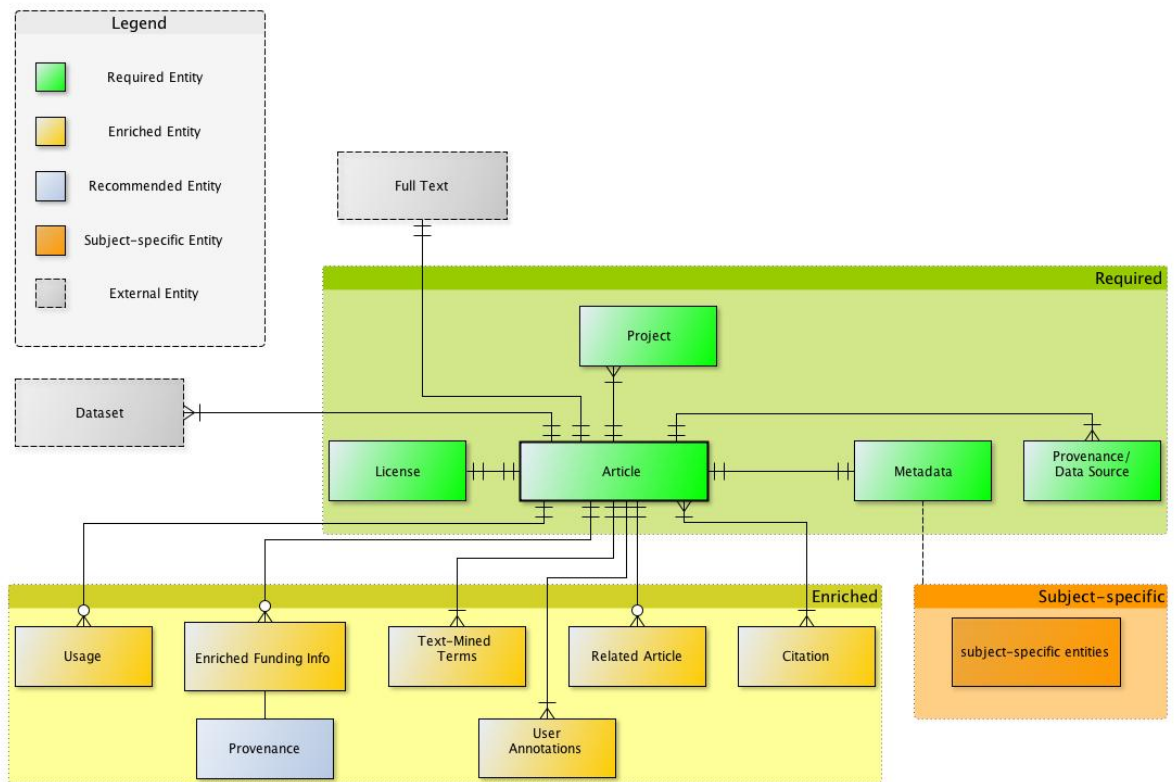 Legend
Required Entity
Enriched Entity
Recommended Entity
Subject-specific Entity
External Entity
Full Text
Required
Project
Dataset
License
Article
Metadata
Provenance/
Data Source
Enriched
Subject-specific
Usage
Enriched Funding Info
Text-Mined
Terms
Related Article
Citation
subject-specific entities
Provenance
User
Annotations